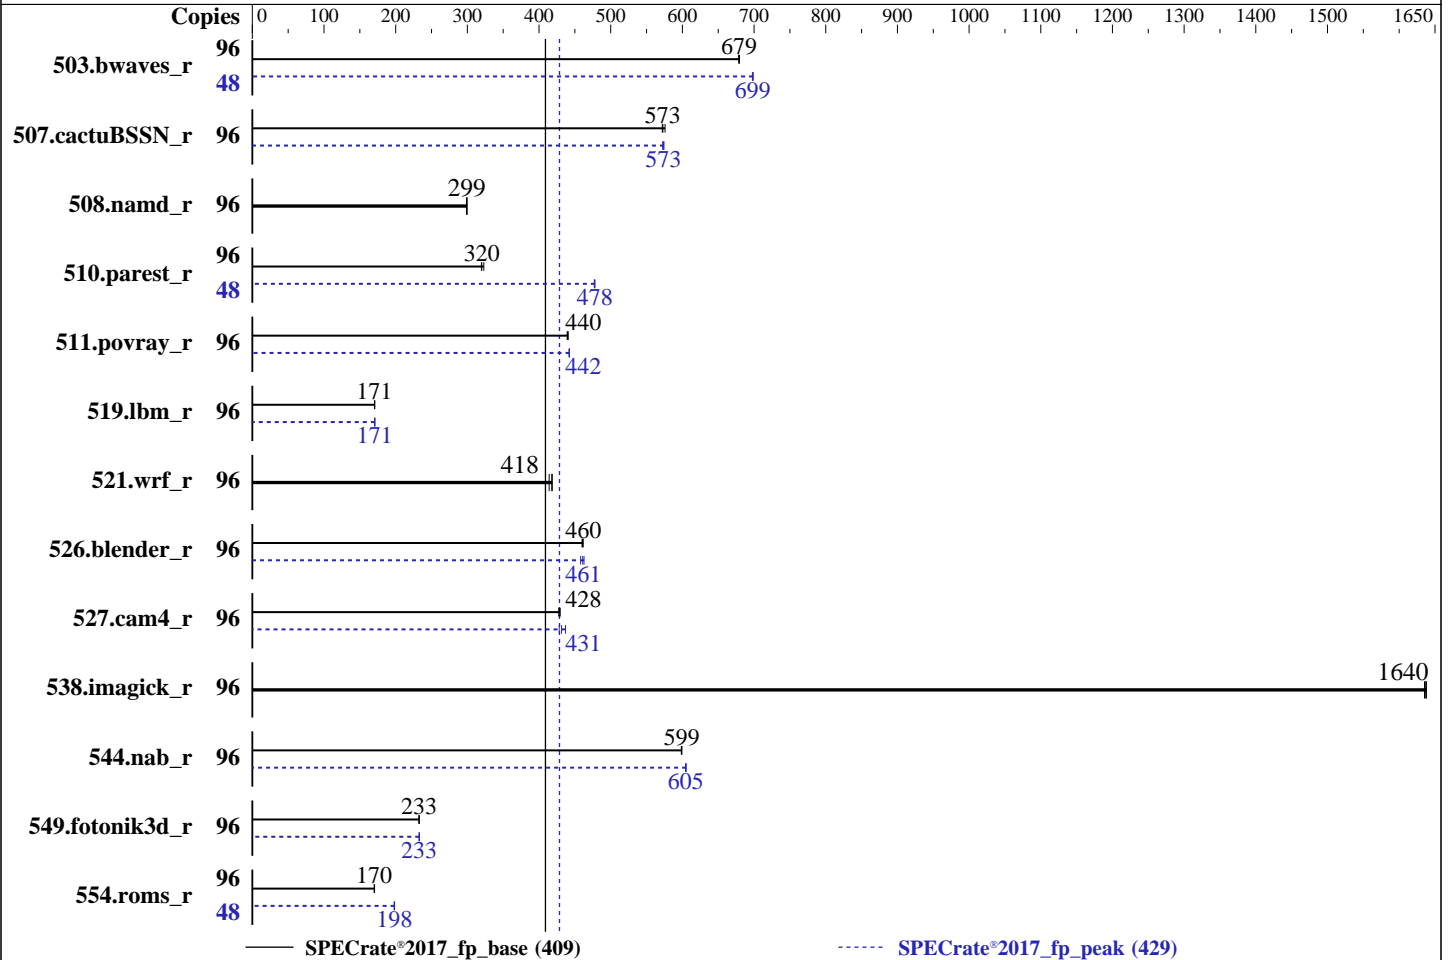 Copies 0 100 200 300 400 500 600 700 800 900 1000 1100 1200 1300 1400 1500 1650
503.bwaves_r 96 679
48 699
507.cactuBSSN_r 96 573
573
508.namd_r 96 299
510.parest_r 96 320
48 478
511.povray_r 96 440
442
519.lbm_r 96 171
171
521.wrf_r 96 418
526.blender_r 96 460
461
527.cam4_r 96 428
431
538.imagick_r 96 1640
544.nab_r 96 599
605
549.fotonik3d_r 96 233
233
554.roms_r 96 170
48 198
SPECrate®2017_fp_base (409) SPECrate®2017_fp_peak (429)